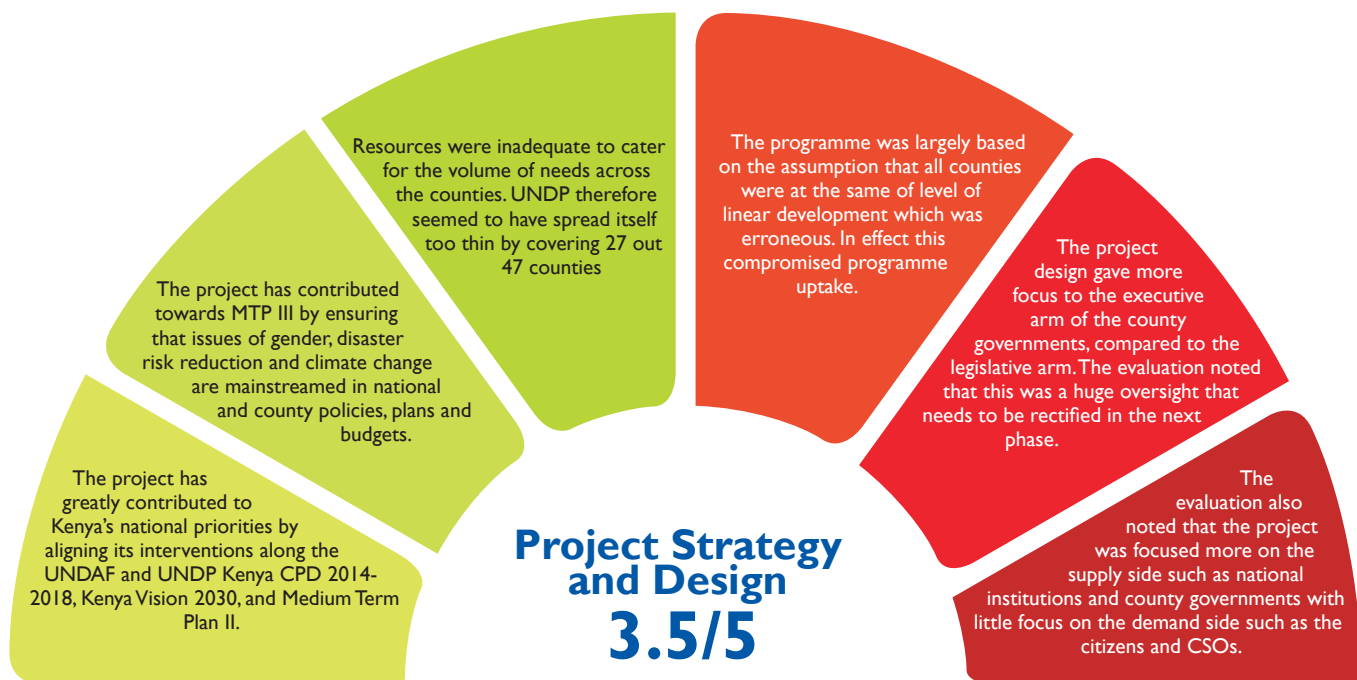 The project has
greatly contributed to
Kenya's national priorities by
aligning its interventions along the
UNDAF and UNDP Kenya CPD 2014-
2018, Kenya Vision 2030, and Medium Term
Plan II.
The project has contributed
towards MTP III by ensuring
that issues of gender, disaster
risk reduction and climate change
are mainstreamed in national
and county policies, plans and
budgets.
Resources were inadequate to cater
for the volume of needs across
the counties. UNDP therefore
seemed to have spread itself
too thin by covering 27 out
47 counties
The programme was largely based
on the assumption that all counties
were at the same of level of
linear development which was
erroneous. In effect this
compromised programme
uptake.
The project
design gave more
focus to the executive
arm of the county
governments, compared to the
legislative arm. The evaluation noted
that this was a huge oversight that
needs to be rectified in the next
phase.
The
evaluation also
noted that the project
was focused more on the
supply side such as national
institutions and county governments with
little focus on the demand side such as the
citizens and CSOs.
Project Strategy
and Design
3.5/5